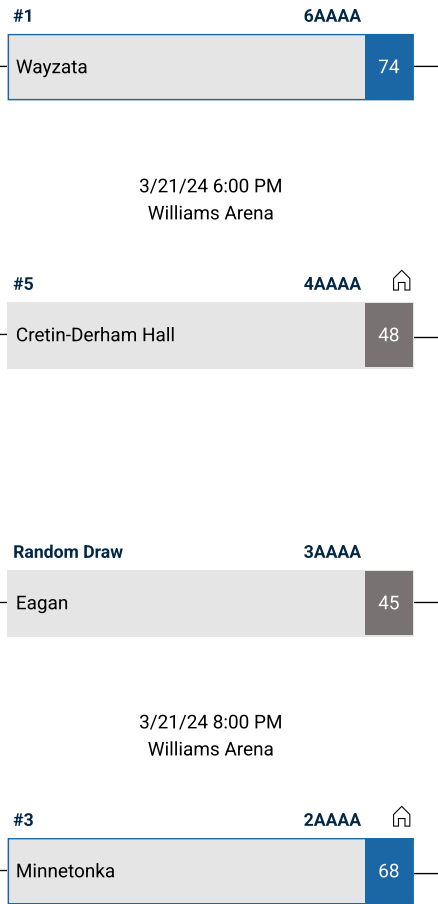 #1 6AAAA
Wayzata 74
3/21/24 6:00 PM
Williams Arena
#5 4AAAA
Cretin-Derham Hall 48
Random Draw 3AAAA
Eagan 45
3/21/24 8:00 PM
Williams Arena
#3 2AAAA
Minnetonka 68